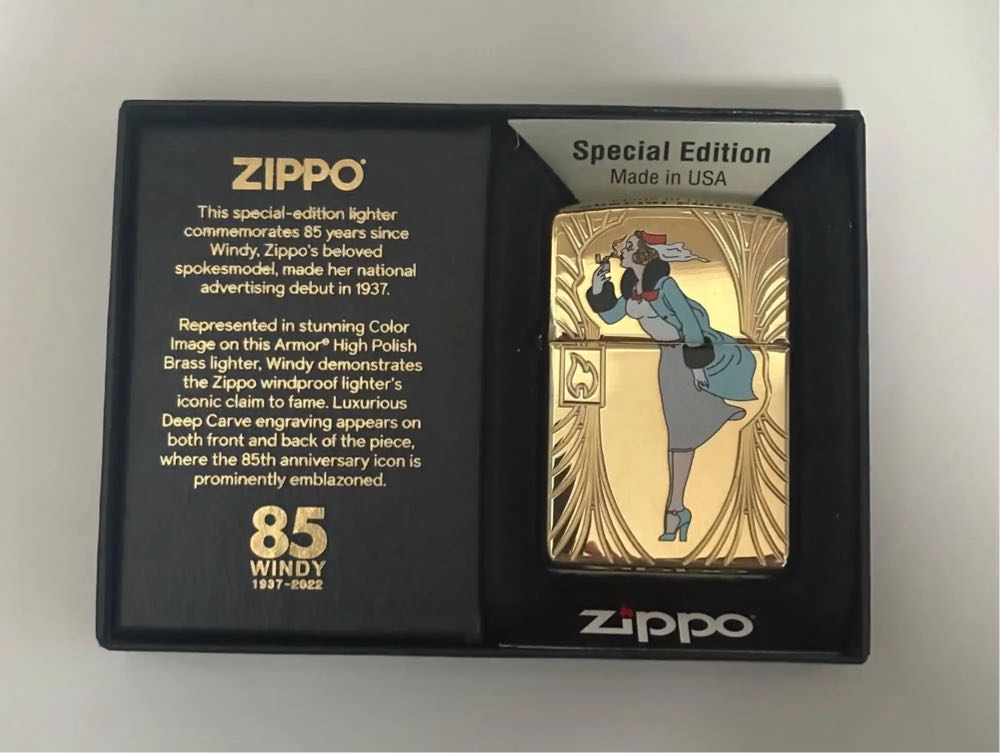 ZIPPO
This special-edition lighter
commemorates 85 years since
Windy, Zippo's beloved
spokesmodel, made her national
advertising debut in 1937.
Represented in stunning Color
Image on this Armor® High Polish
Brass lighter, Windy demonstrates
the Zippo windproof lighter's
iconic claim to fame. Luxurious
Deep Carve engraving appears on
both front and back of the piece,
where the 85th anniversary icon is
prominently emblazoned.
85
WINDY
1937-2022
Special Edition
Made in USA
zippo